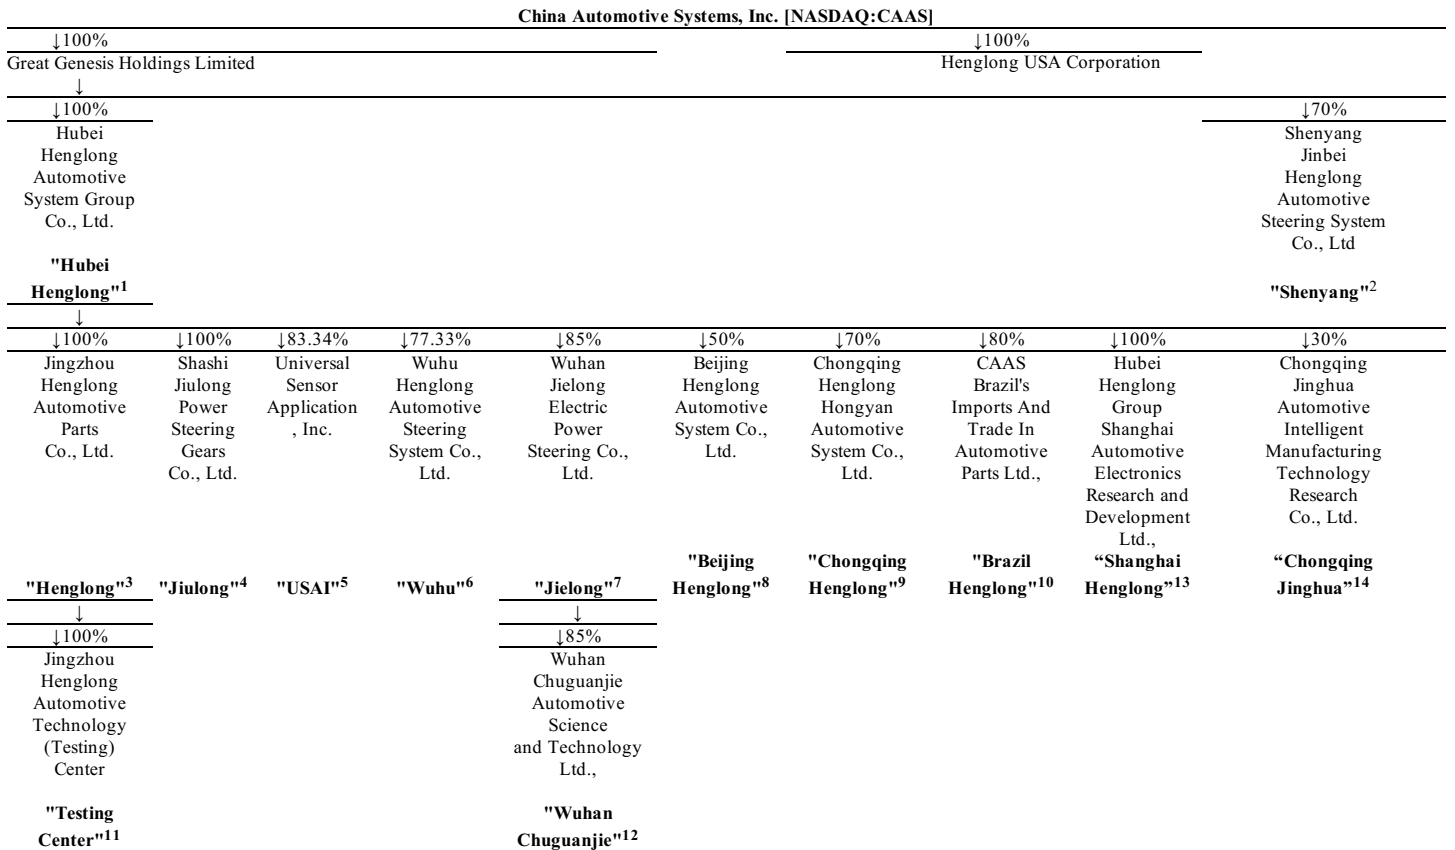 China Automotive Systems, Inc. [NASDAQ:CAAS]
↓100% ↓100%
Great Genesis Holdings Limited Henglong USA Corporation
↓
↓100% ↓70%
Hubei Shenyang
Henglong Jinbei
Automotive Henglong
System Group Automotive
Co., Ltd. Steering System
Co., Ltd
"Hubei
Henglong"1 "Shenyang"2
↓
↓100% ↓100% ↓83.34% ↓77.33% ↓85% ↓50% ↓70% ↓80% ↓100% ↓30%
Jingzhou Shashi Universal Wuhu Wuhan Beijing Chongqing CAAS Hubei Chongqing
Henglong Jiulong Sensor Henglong Jielong Henglong Henglong Brazil's Henglong Jinghua
Automotive Power Application Automotive Electric Automotive Hongyan Imports And Group Automotive
Parts Steering , Inc. Steering Power System Co., Automotive Trade In Shanghai Intelligent
Co., Ltd. Gears System Co., Steering Co., Ltd. System Co., Automotive Automotive Manufacturing
Co., Ltd. Ltd. Ltd. Ltd. Parts Ltd., Electronics Technology
Research and Research
Development Co., Ltd.
Ltd.,
"Beijing "Chongqing "Brazil “Shanghai “Chongqing
"Henglong"3 "Jiulong"4 "USAI"5 "Wuhu"6 "Jielong"7 Henglong"8 Henglong"9 Henglong"10 Henglong”13 Jinghua”14
↓ ↓
↓100% ↓85%
Jingzhou Wuhan
Henglong Chuguanjie
Automotive Automotive
Technology Science
(Testing) and Technology
Center Ltd.,
"Testing "Wuhan
Center"11 Chuguanjie"12